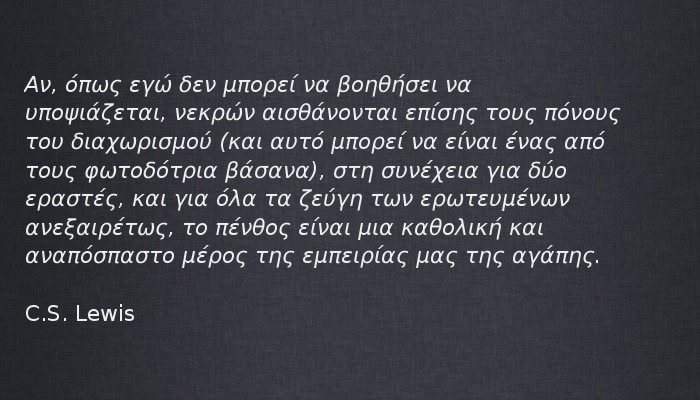 Αν, όπως εγώ δεν μπορεί να βοηθήσει να
υποψιάζεται, νεκρών αισθάνονται επίσης τους πόνους
του διαχωρισμού (και αυτό μπορεί να είναι ένας από
τους φωτοδότρια βάσανα), στη συνέχεια για δύο
εραστές, και για όλα τα ζεύγη των ερωτευμένων
ανεξαιρέτως, το πένθος είναι μια καθολική και
αναπόσπαστο μέρος της εμπειρίας μας της αγάπης.
C.S. Lewis